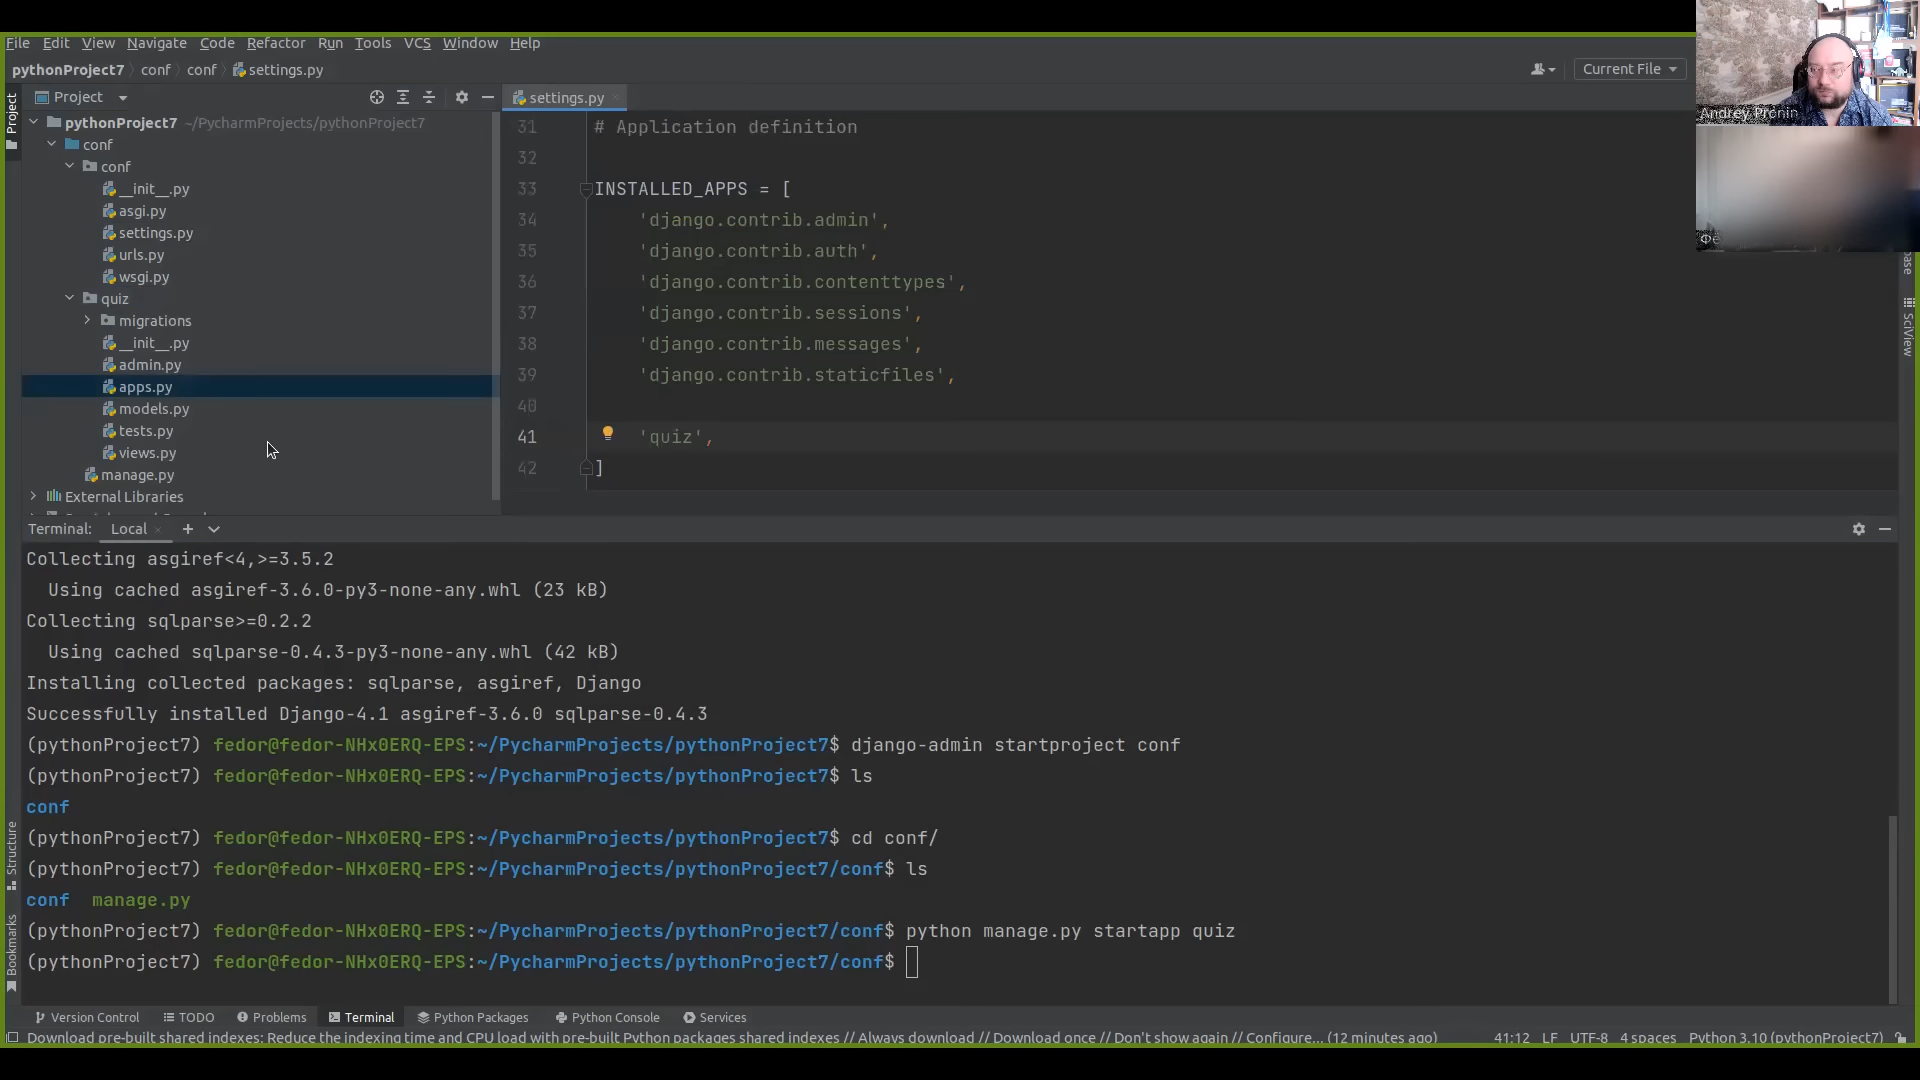 File Edit View Navigate Code Refactor Run Tools VCS Window Help
pythonProject7 conf conf settings.py
Current File
Andrey Pronin
Project
settings.py
Project
pythonProject7 ~/PycharmProjects/pythonProject7
conf
conf
__init__.py
asgi.py
settings.py
urls.py
wsgi.py
quiz
migrations
__init__.py
admin.py
apps.py
models.py
tests.py
views.py
manage.py
External Libraries
31 # Application definition
32
33 INSTALLED_APPS = [
34 'django.contrib.admin',
35 'django.contrib.auth',
36 'django.contrib.contenttypes',
37 'django.contrib.sessions',
38 'django.contrib.messages',
39 'django.contrib.staticfiles',
40
41 'quiz',
42 ]
SciView
Terminal: Local
Collecting asgiref<4,>=3.5.2
Using cached asgiref-3.6.0-py3-none-any.whl (23 kB)
Collecting sqlparse>=0.2.2
Using cached sqlparse-0.4.3-py3-none-any.whl (42 kB)
Installing collected packages: sqlparse, asgiref, Django
Successfully installed Django-4.1 asgiref-3.6.0 sqlparse-0.4.3
(pythonProject7) fedor@fedor-NHx0ERQ-EPS:~/PycharmProjects/pythonProject7$ django-admin startproject conf
(pythonProject7) fedor@fedor-NHx0ERQ-EPS:~/PycharmProjects/pythonProject7$ ls
conf
(pythonProject7) fedor@fedor-NHx0ERQ-EPS:~/PycharmProjects/pythonProject7$ cd conf/
(pythonProject7) fedor@fedor-NHx0ERQ-EPS:~/PycharmProjects/pythonProject7/conf$ ls
conf manage.py
(pythonProject7) fedor@fedor-NHx0ERQ-EPS:~/PycharmProjects/pythonProject7/conf$ python manage.py startapp quiz
(pythonProject7) fedor@fedor-NHx0ERQ-EPS:~/PycharmProjects/pythonProject7/conf$
Structure
Bookmarks
Version Control TODO Problems Terminal Python Packages Python Console Services
Download pre-built shared indexes: Reduce the indexing time and CPU load with pre-built Python packages shared indexes // Always download // Download once // Don't show again // Configure... (12 minutes ago) 41:12 LF UTF-8 4 spaces Python 3.10 (pythonProject7)